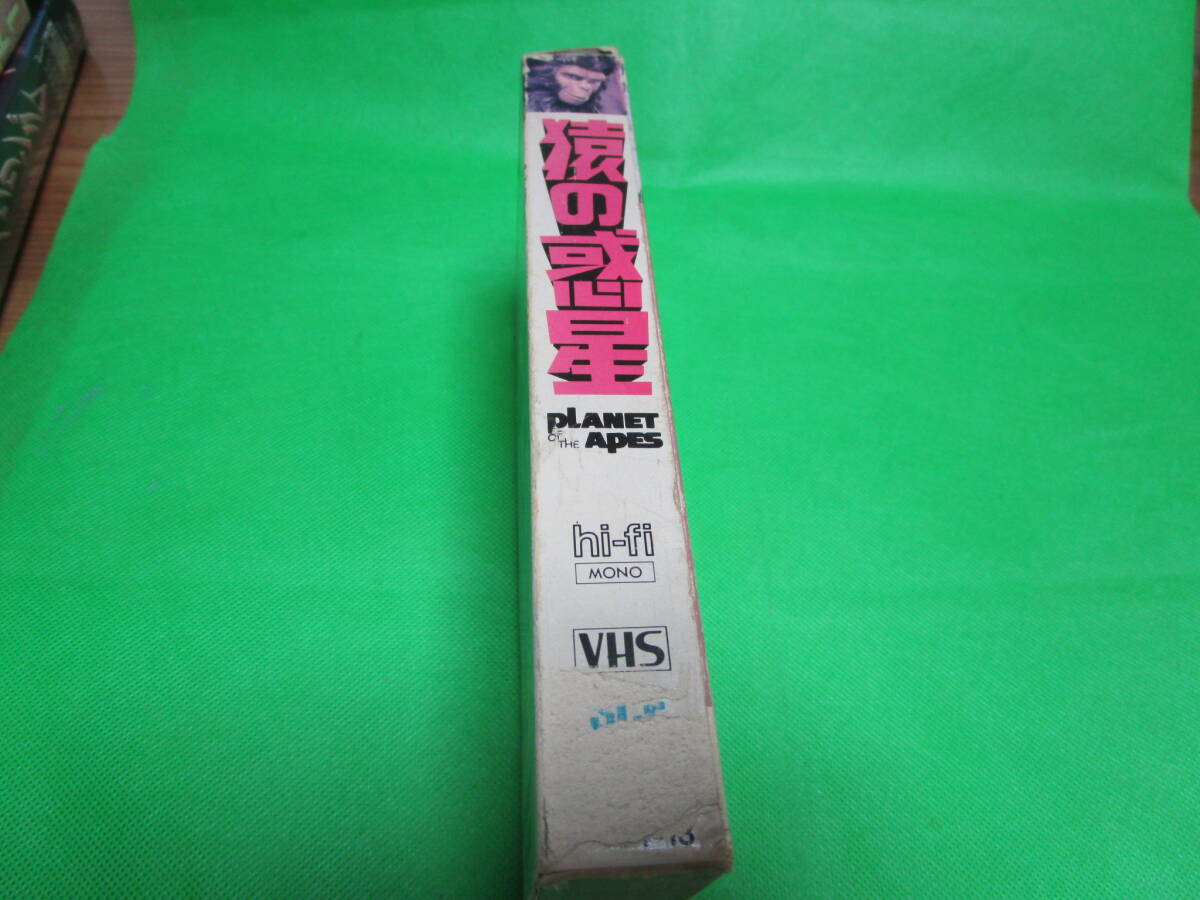 猿の惑星
PLANET
OF THE APES
hi-fi
MONO
VHS